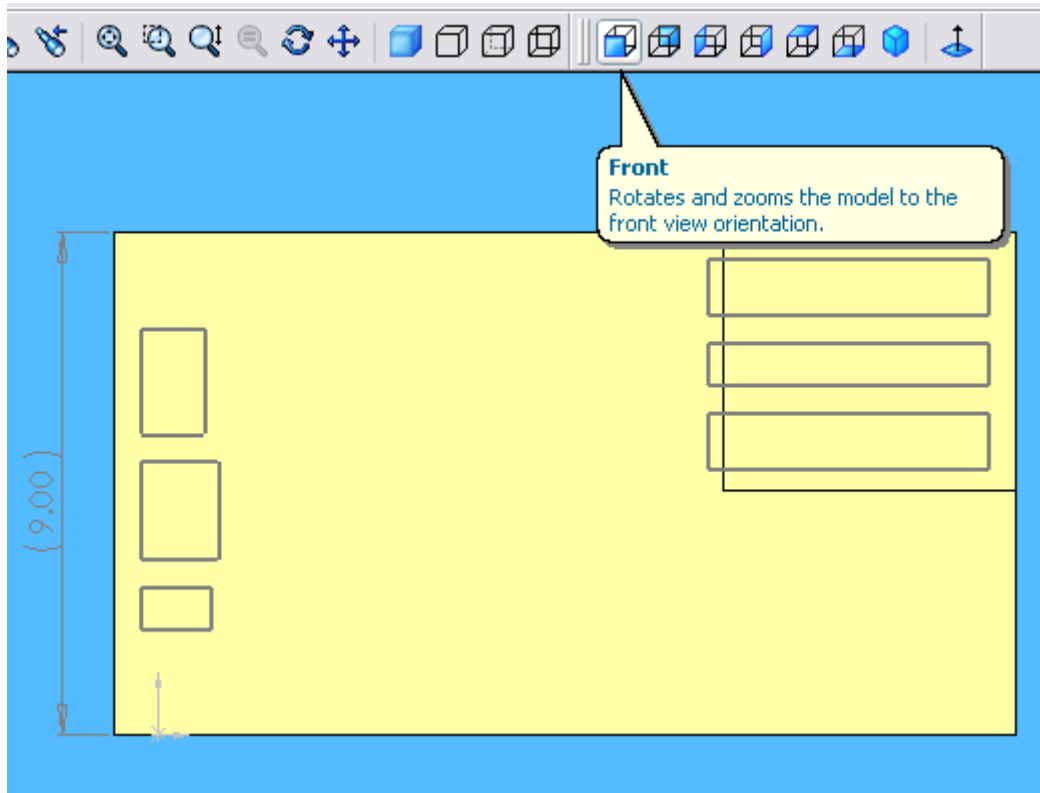 Front
Rotates and zooms the model to the
front view orientation.
(9.00)